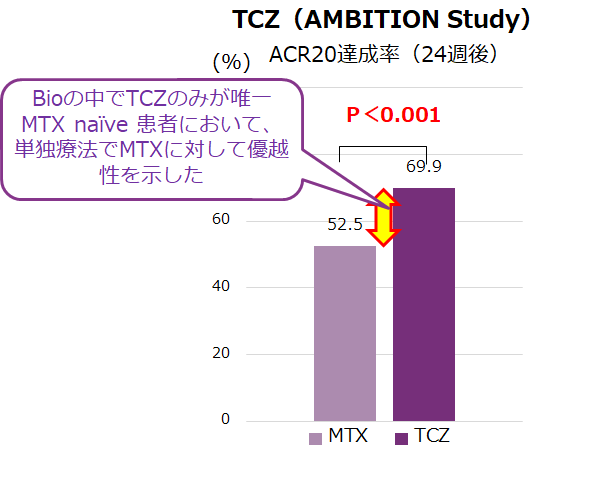 TCZ（AMBITION Study）
ACR20達成率（24週後）
(％)
Bioの中でTCZのみが唯一
MTX naïve 患者において、
単独療法でMTXに対して優越
性を示した
P＜0.001
69.9
52.5
60
40
20
0
MTX TCZ